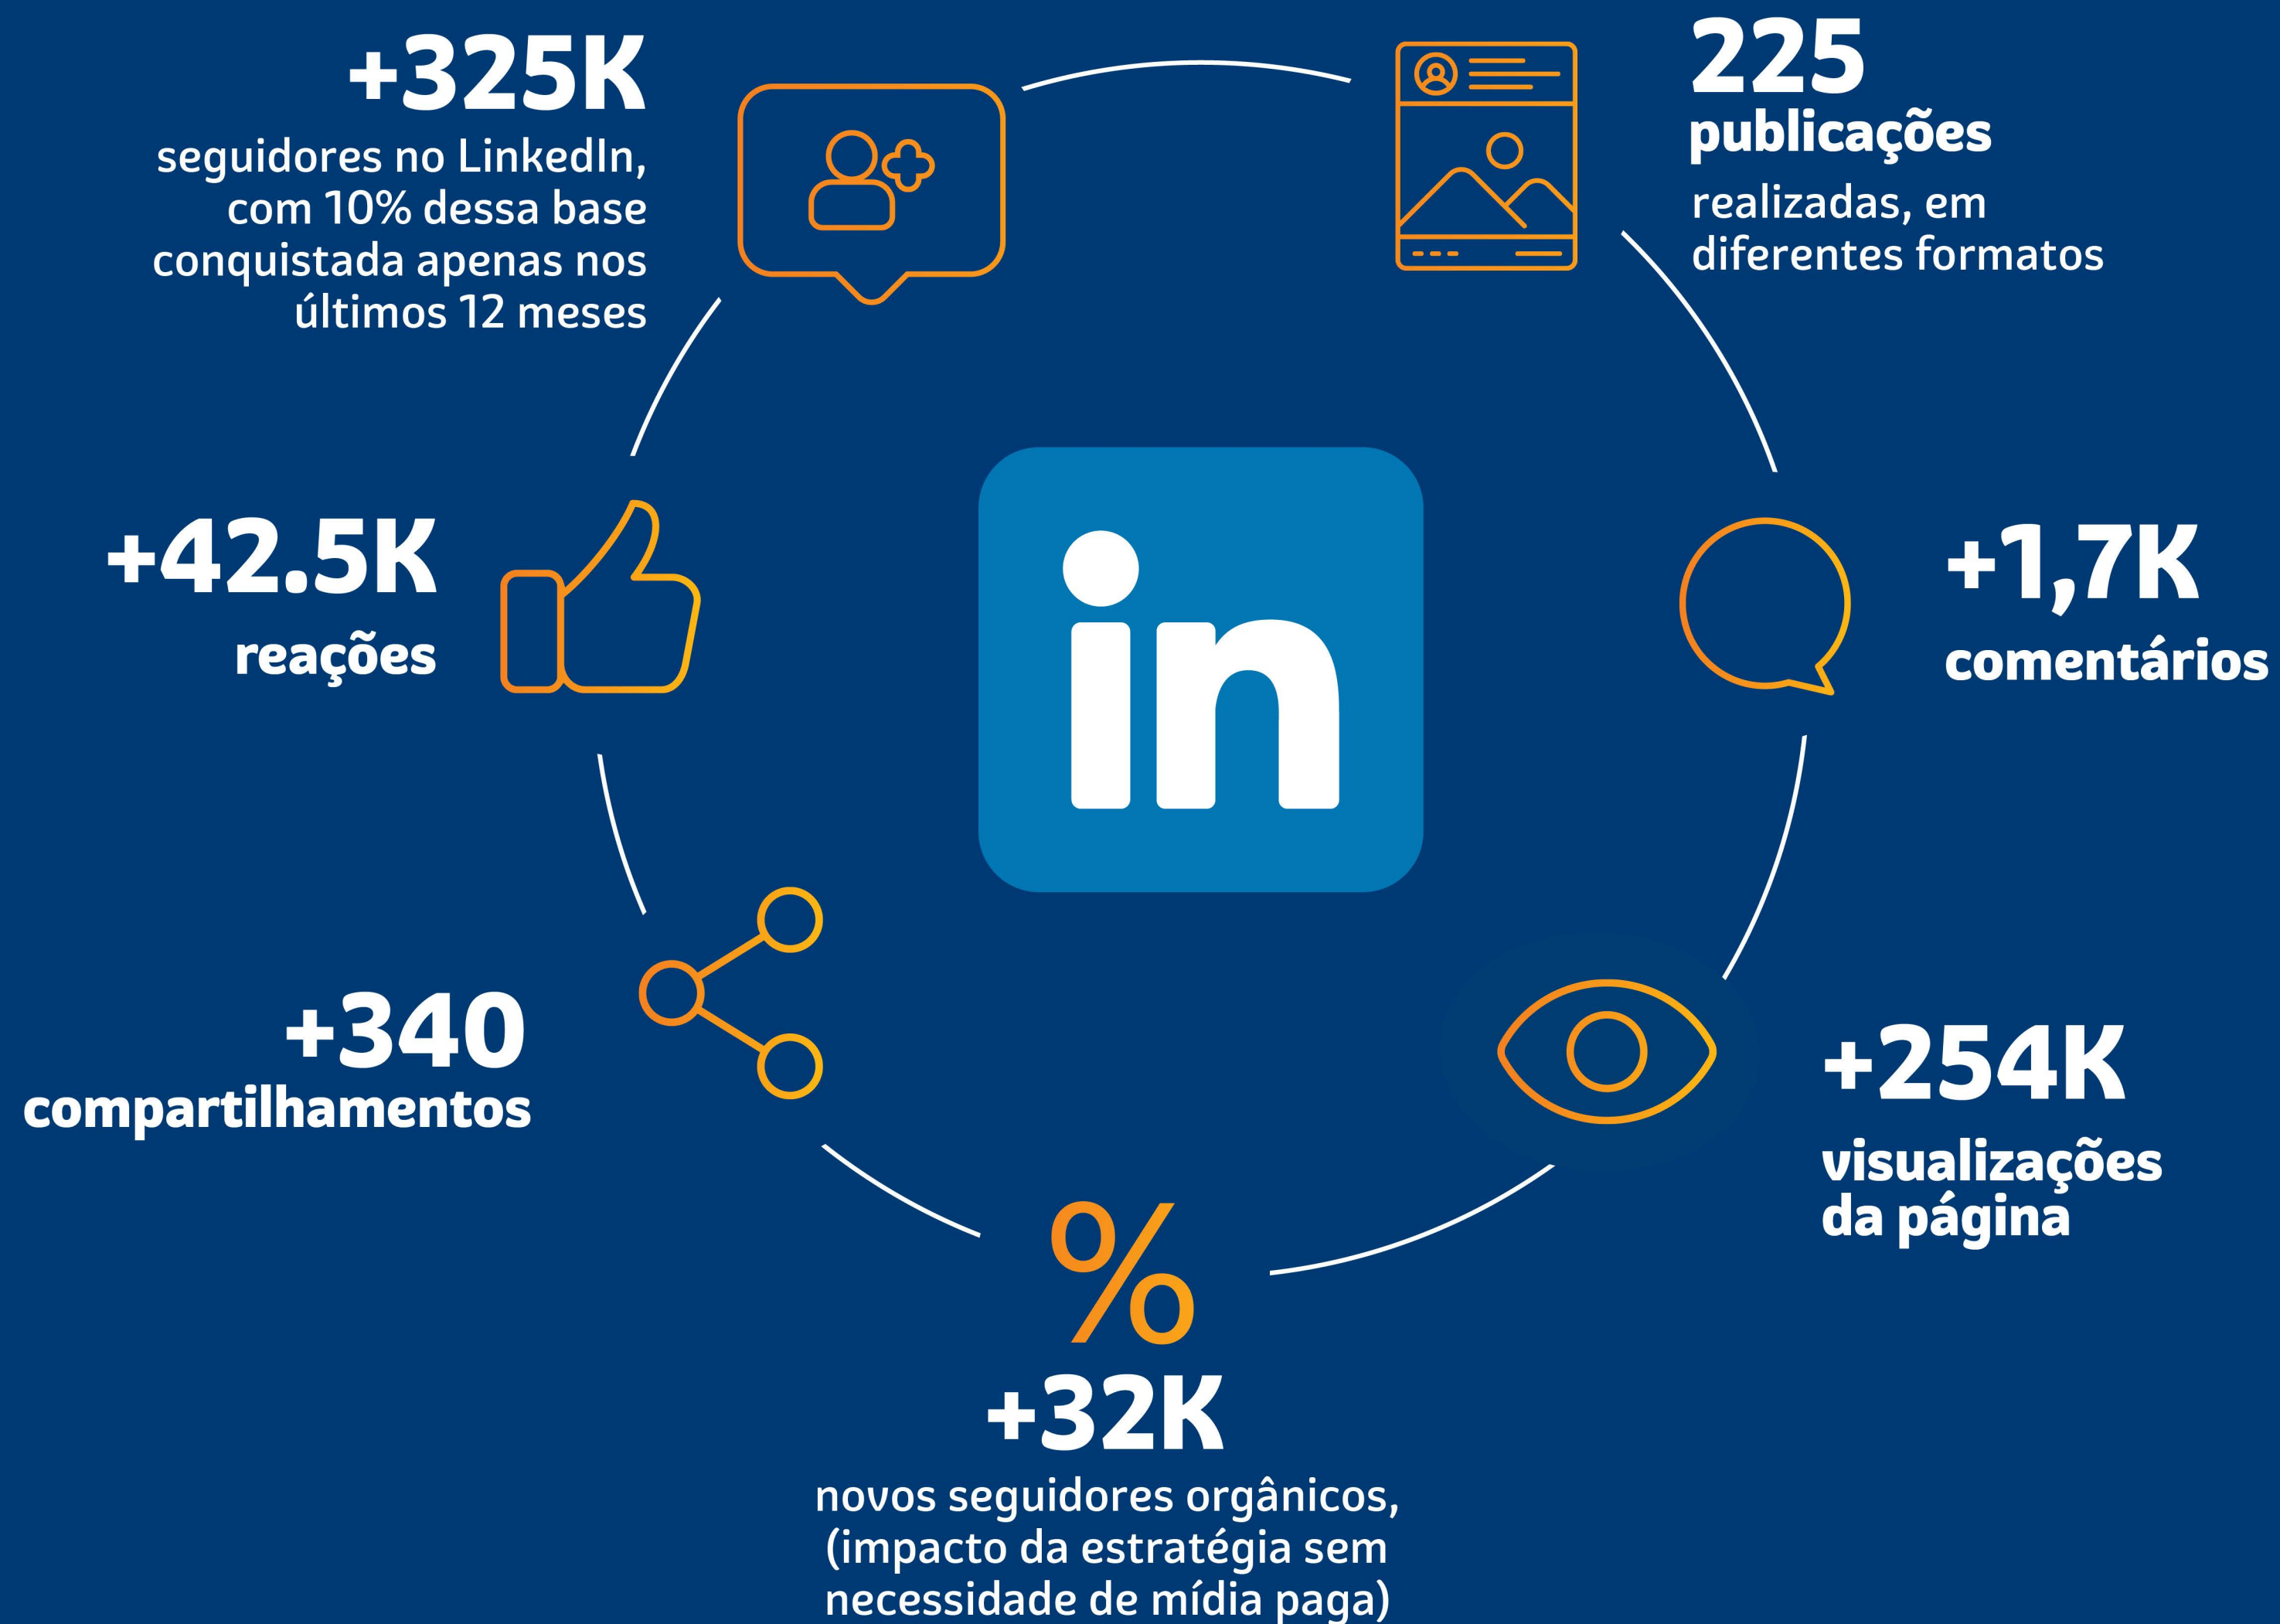 +325K
seguidores no LinkedIn,
com 10% dessa base
conquistada apenas nos
últimos 12 meses
225
publicações
realizadas, em
diferentes formatos
+42.5K
reações
in
+1,7K
comentários
+340
compartilhamentos
+254K
visualizações
da página
%
+32K
novos seguidores orgânicos,
(impacto da estratégia sem
necessidade de mídia paga)